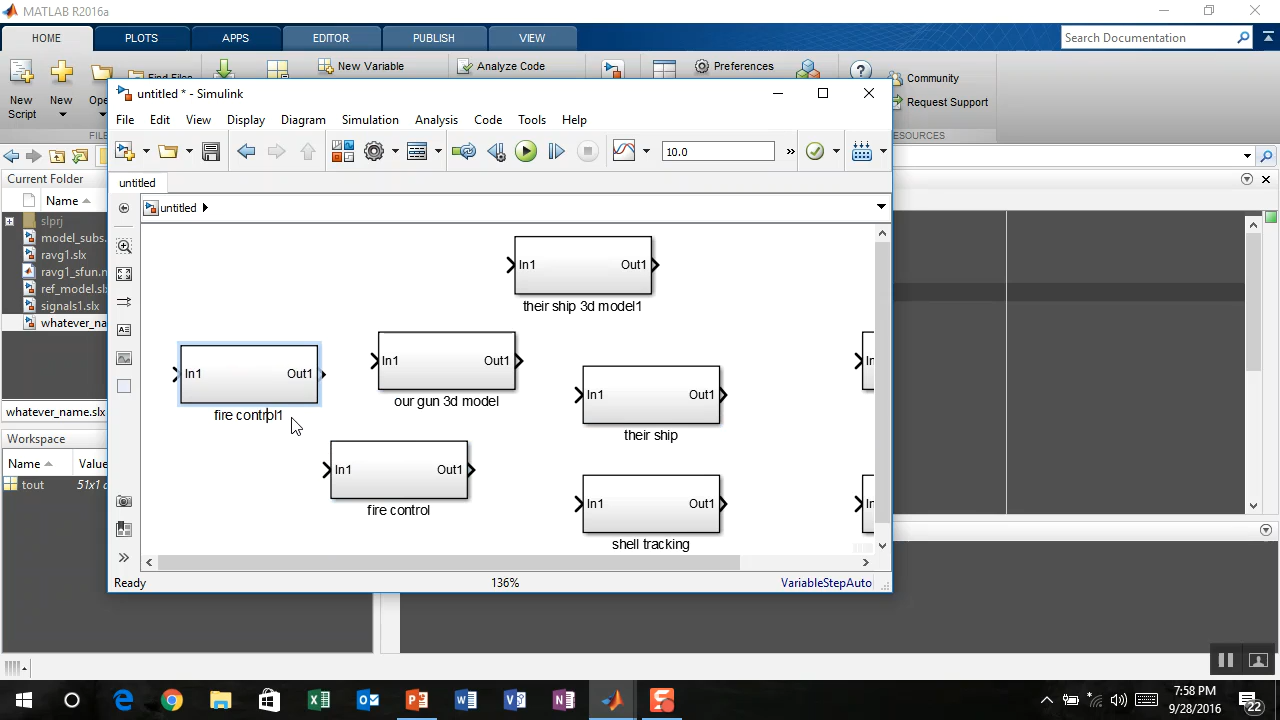 MATLAB R2016a
HOME PLOTS APPS EDITOR PUBLISH VIEW
Search Documentation
New Script
New
Find Files
New Variable
Analyze Code
Preferences
Community
Request Support
untitled * - Simulink
File Edit View Display Diagram Simulation Analysis Code Tools Help
10.0
»
untitled
untitled
Current Folder
Name
slprj
model_subs.
ravg1.slx
ravg1_sfun.
ref_model.sl
signals1.slx
whatever_na
whatever_name.slx
Workspace
Name Value
tout 51x1
In1 Out1
their ship 3d model1
In1 Out1
our gun 3d model
In1 Out1
fire control1
In1 Out1
their ship
In1 Out1
fire control
In1 Out1
shell tracking
Ready 136% VariableStepAuto
7:58 PM
9/28/2016
22